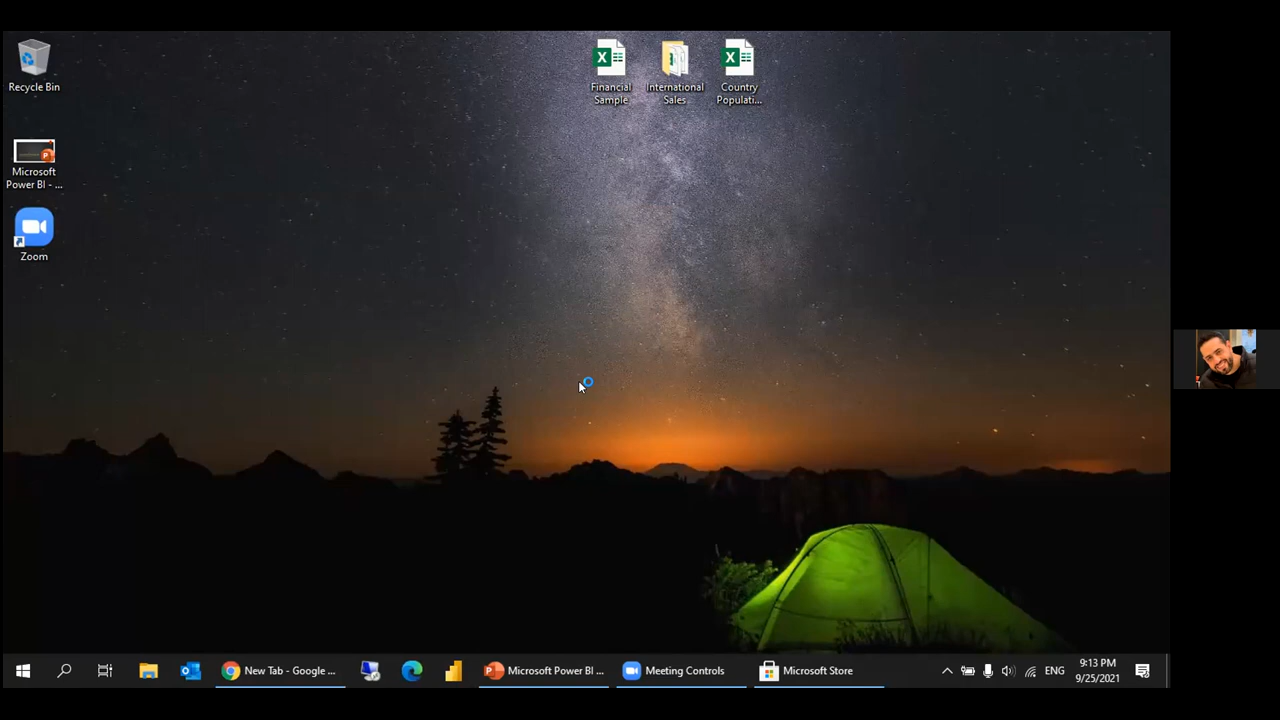 Recycle Bin
Microsoft
Power BI - ...
Zoom
Financial
Sample
International
Sales
Country
Populati...
New Tab - Google ...
Microsoft Power BI ...
Meeting Controls
Microsoft Store
ENG
9:13 PM
9/25/2021